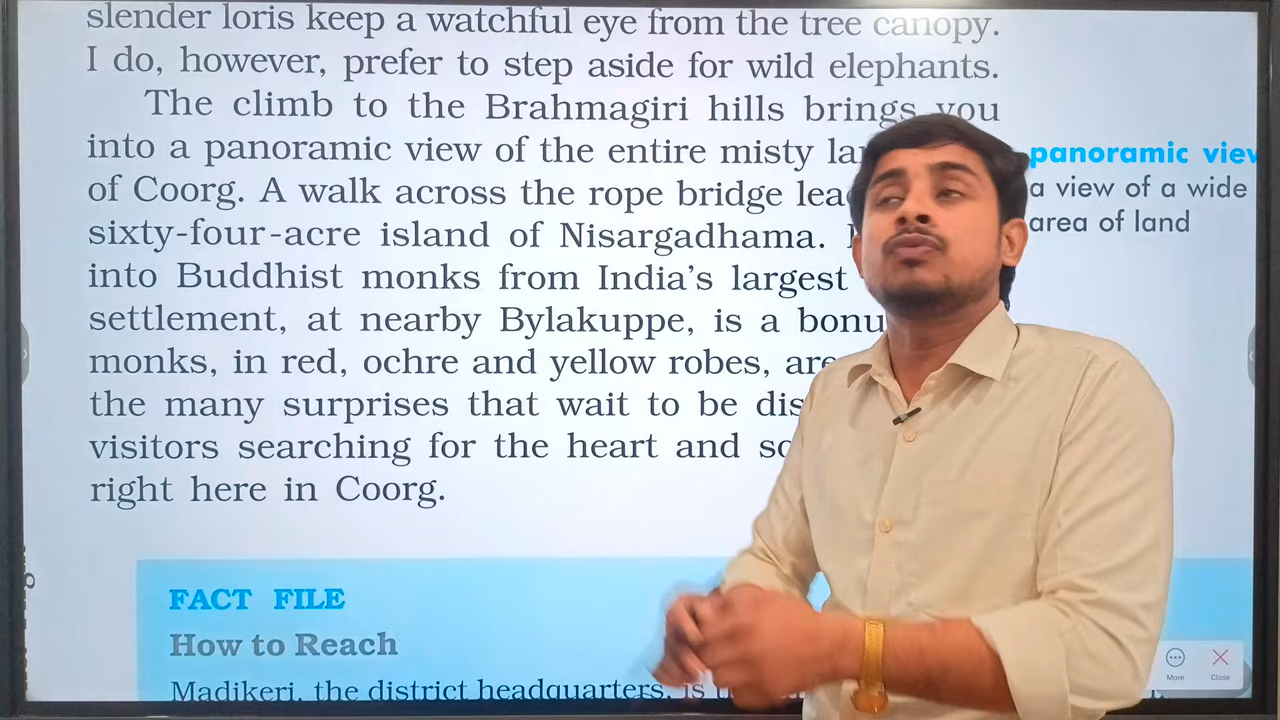 slender loris keep a watchful eye from the tree canopy.
I do, however, prefer to step aside for wild elephants.
The climb to the Brahmagiri hills brings you
into a panoramic view of the entire misty
of Coorg. A walk across the rope bridge
sixty-four-acre island of Nisargadhama.
into Buddhist monks from India's largest
settlement, at nearby Bylakuppe, is a
monks, in red, ochre and yellow robes, are
the many surprises that wait to be
visitors searching for the heart and
right here in Coorg.
panoramic view
a view of a wide
area of land
FACT FILE
How to Reach
Madikeri, the district headquarters, is
More
Close